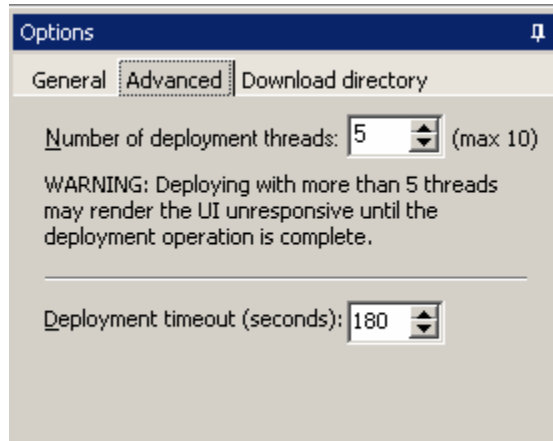 Options
General Advanced Download directory
Number of deployment threads: 5 (max 10)
WARNING: Deploying with more than 5 threads
may render the UI unresponsive until the
deployment operation is complete.
Deployment timeout (seconds): 180